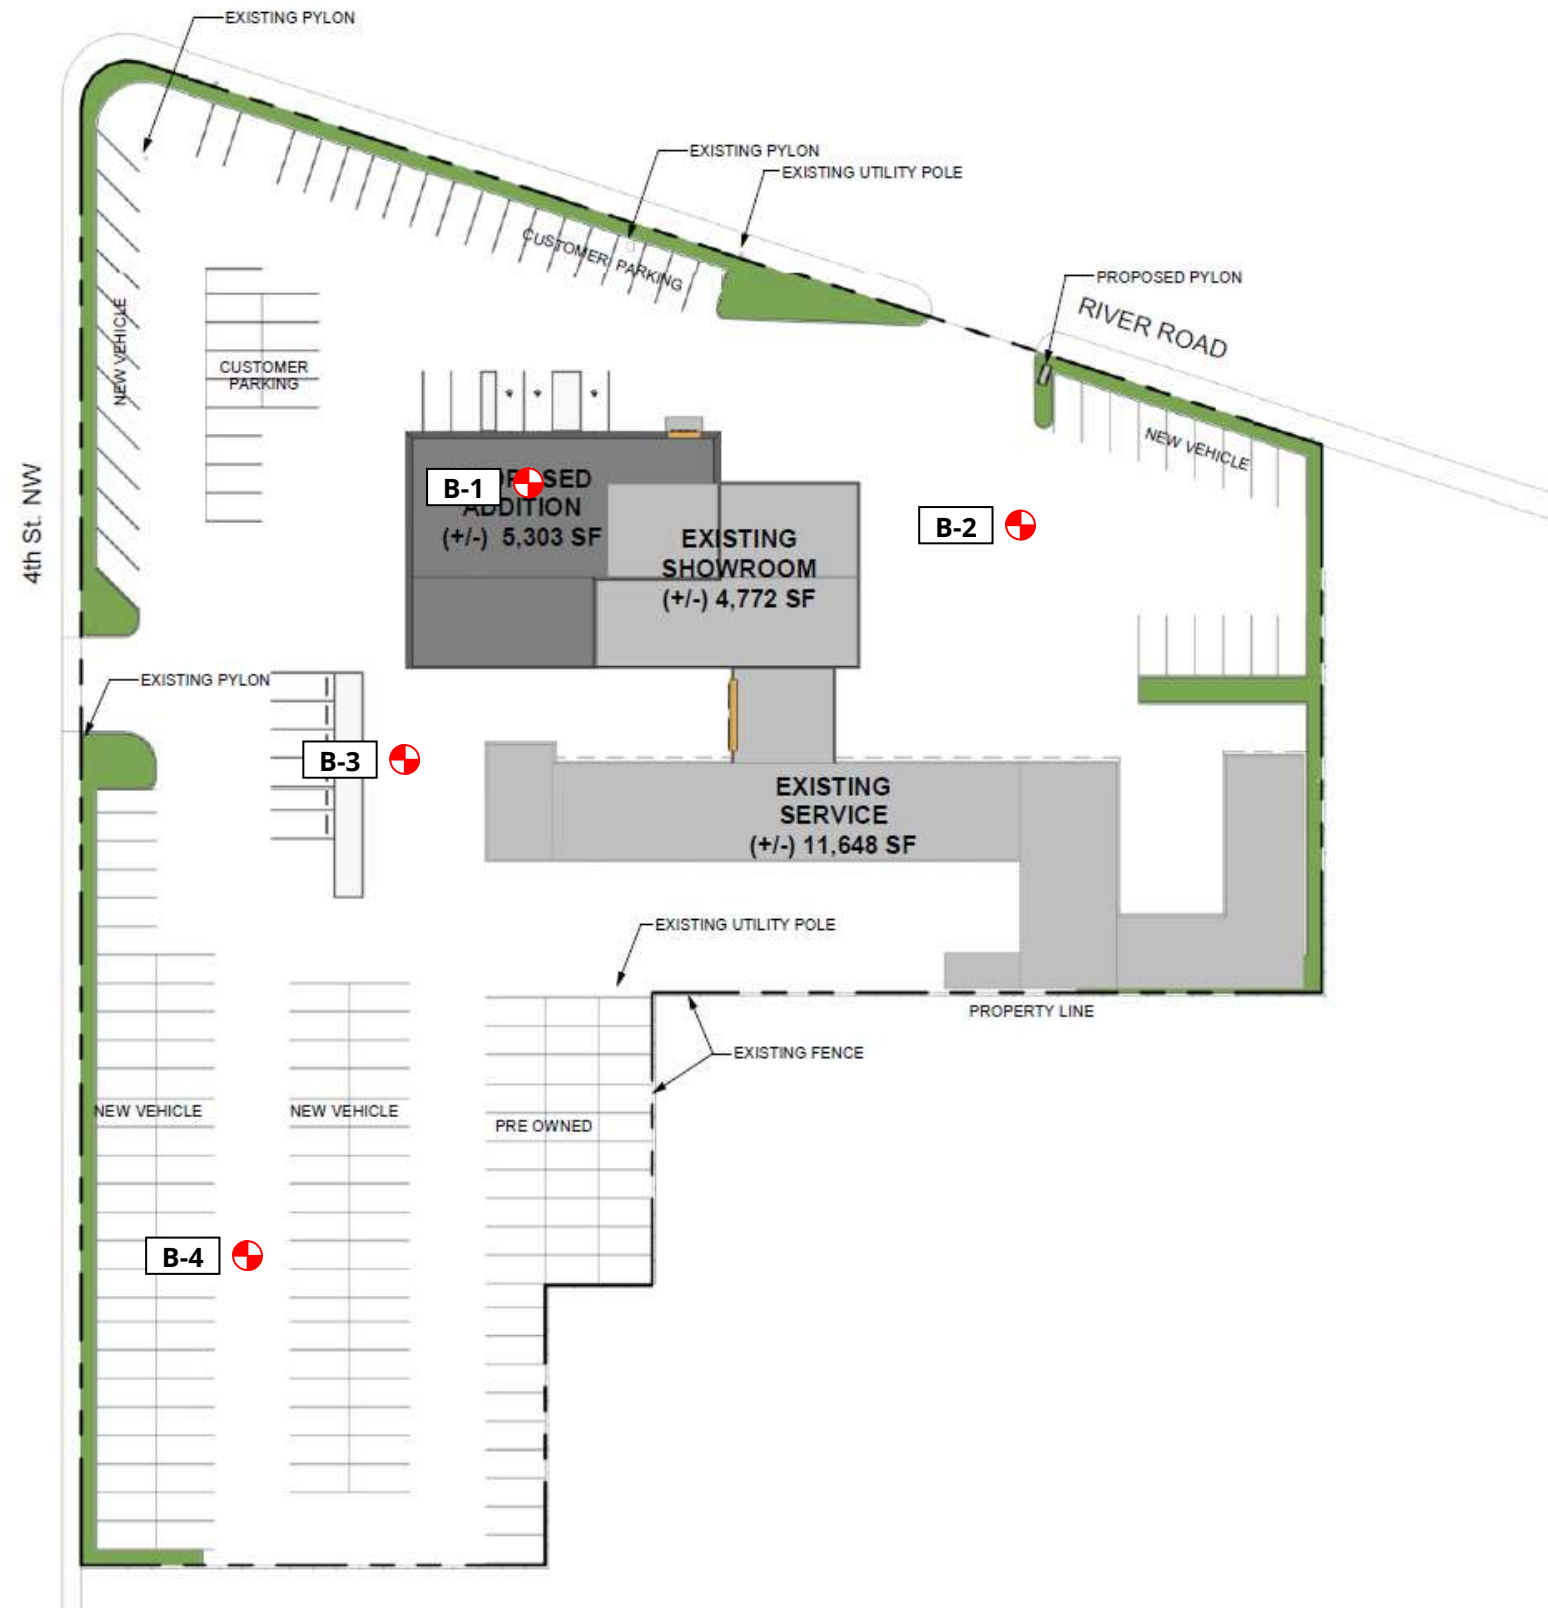 EXISTING PYLON
EXISTING PYLON
EXISTING UTILITY POLE
CUSTOMER PARKING
PROPOSED PYLON
RIVER ROAD
NEW VEHICLE
CUSTOMER
PARKING
NEW VEHICLE
4th St. NW
B-1
ADDITION
(+/-) 5,303 SF
B-2
EXISTING
SHOWROOM
(+/-) 4,772 SF
EXISTING PYLON
B-3
EXISTING
SERVICE
(+/-) 11,648 SF
EXISTING UTILITY POLE
PROPERTY LINE
EXISTING FENCE
NEW VEHICLE
NEW VEHICLE
PRE OWNED
B-4